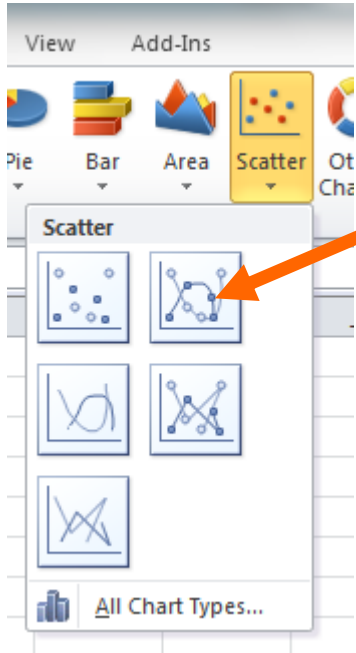 View Add-Ins
Pie Bar Area Scatter Ot
Cha
Scatter
All Chart Types...